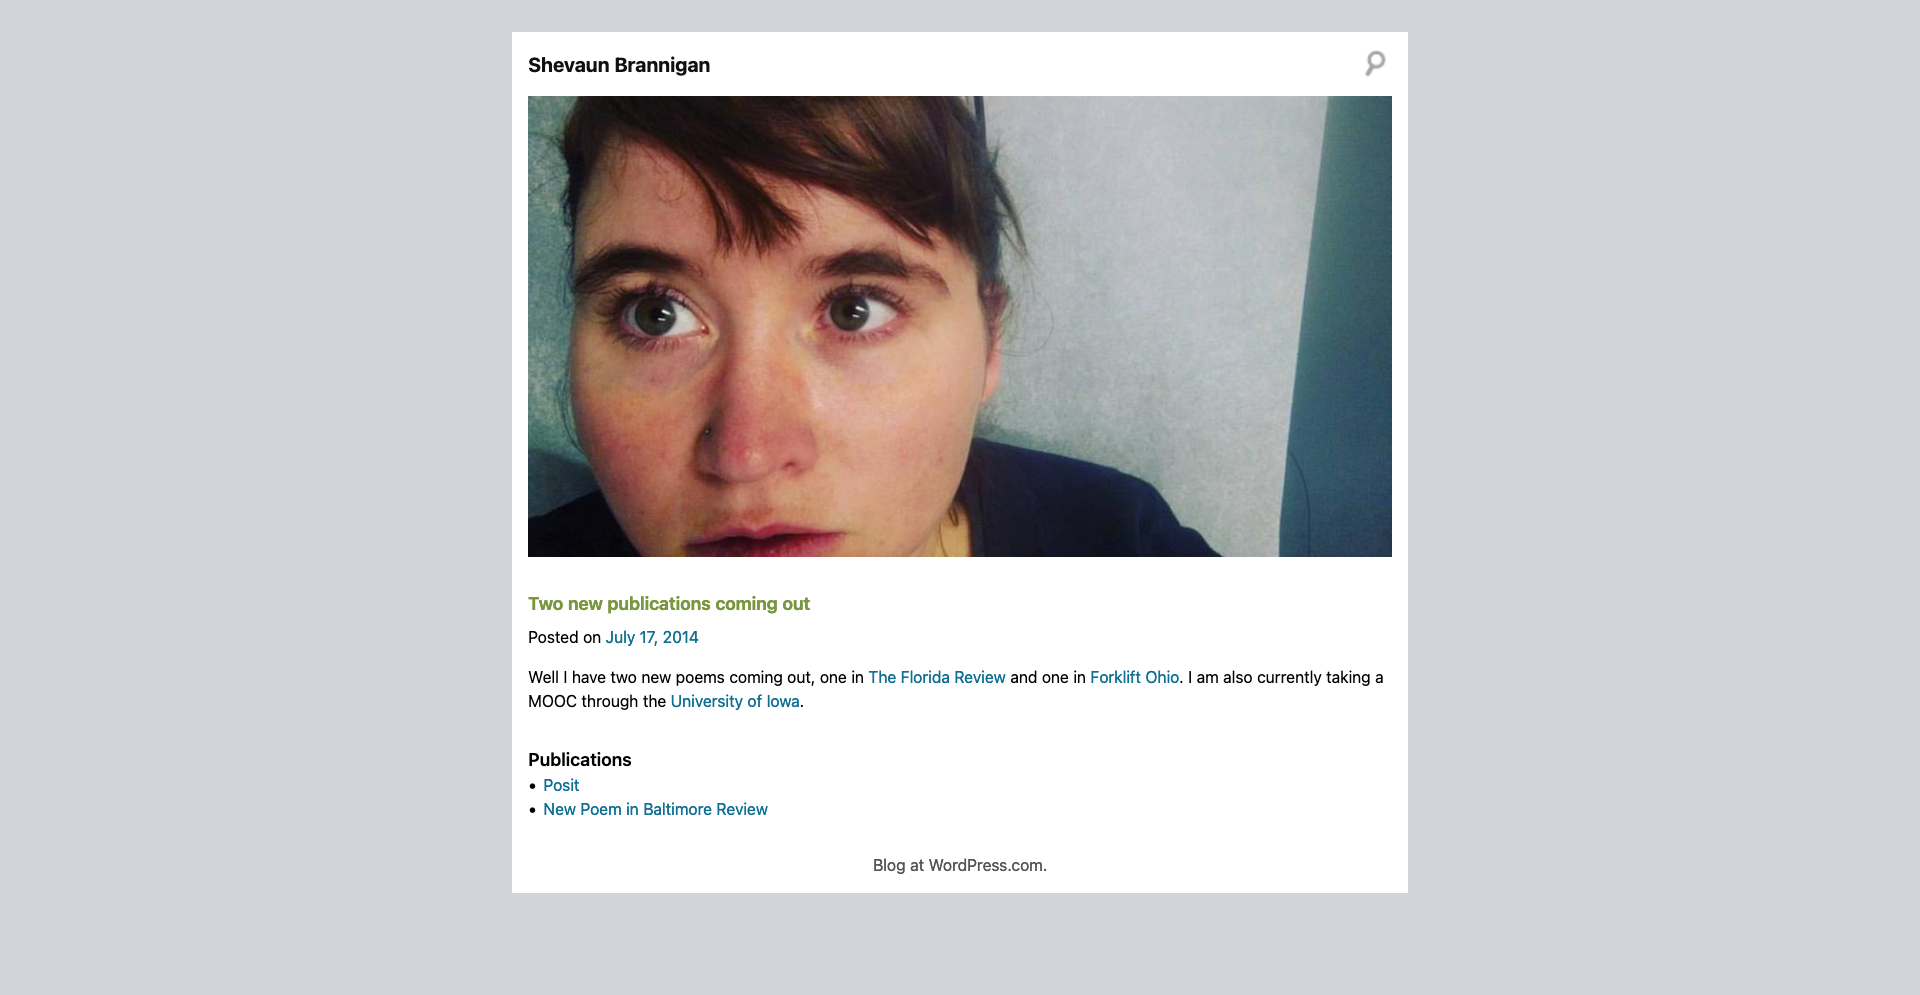 Shevaun Brannigan
Two new publications coming out
Posted on July 17, 2014
Well I have two new poems coming out, one in The Florida Review and one in Forklift Ohio. I am also currently taking a
MOOC through the University of Iowa.
Publications
• Posit
• New Poem in Baltimore Review
Blog at WordPress.com.